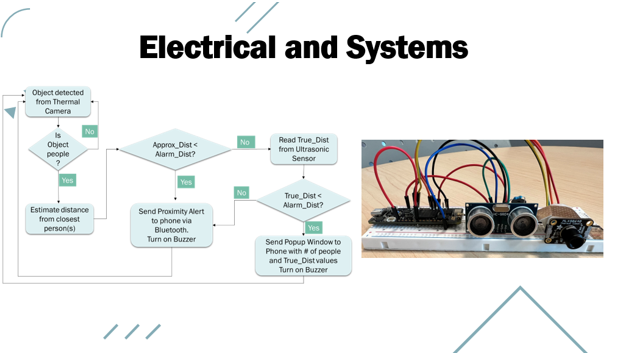 Electrical and Systems
Object detected
from Thermal
Camera
Is
Object
people
?
No
Yes
Estimate distance
from closest
person(s)
Approx_Dist <
Alarm_Dist?
No
Yes
Send Proximity Alert
to phone via
Bluetooth.
Turn on Buzzer
Read True_Dist
from Ultrasonic
Sensor
True_Dist <
Alarm_Dist?
No
Yes
Send Popup Window to
Phone with # of people
and True_Dist values
Turn on Buzzer